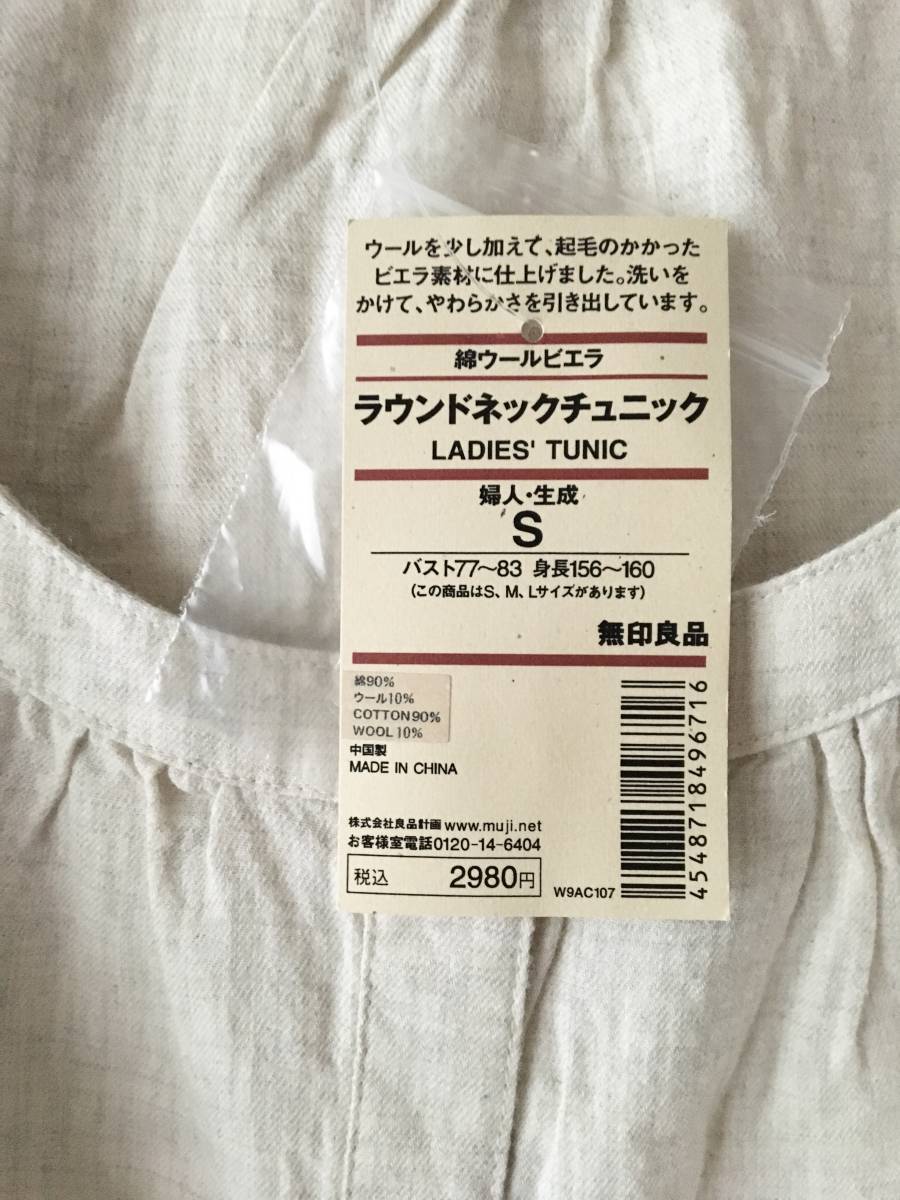 ウールを少し加えて、起毛のかかった
ビエラ素材に仕上げました。洗いを
かけて、やわらかさを引き出しています。
綿ウールビエラ
ラウンドネックチュニック
LADIES' TUNIC
婦人・生成
S
バスト77〜83 身長156〜160
(この商品はS、M、Lサイズがあります)
無印良品
綿90%
ウール10%
COTTON90%
WOOL10%
中国製
MADE IN CHINA
株式会社良品計画 www.muji.net
お客様室電話0120-14-6404
税込 2980円
W9AC107
4548718496716